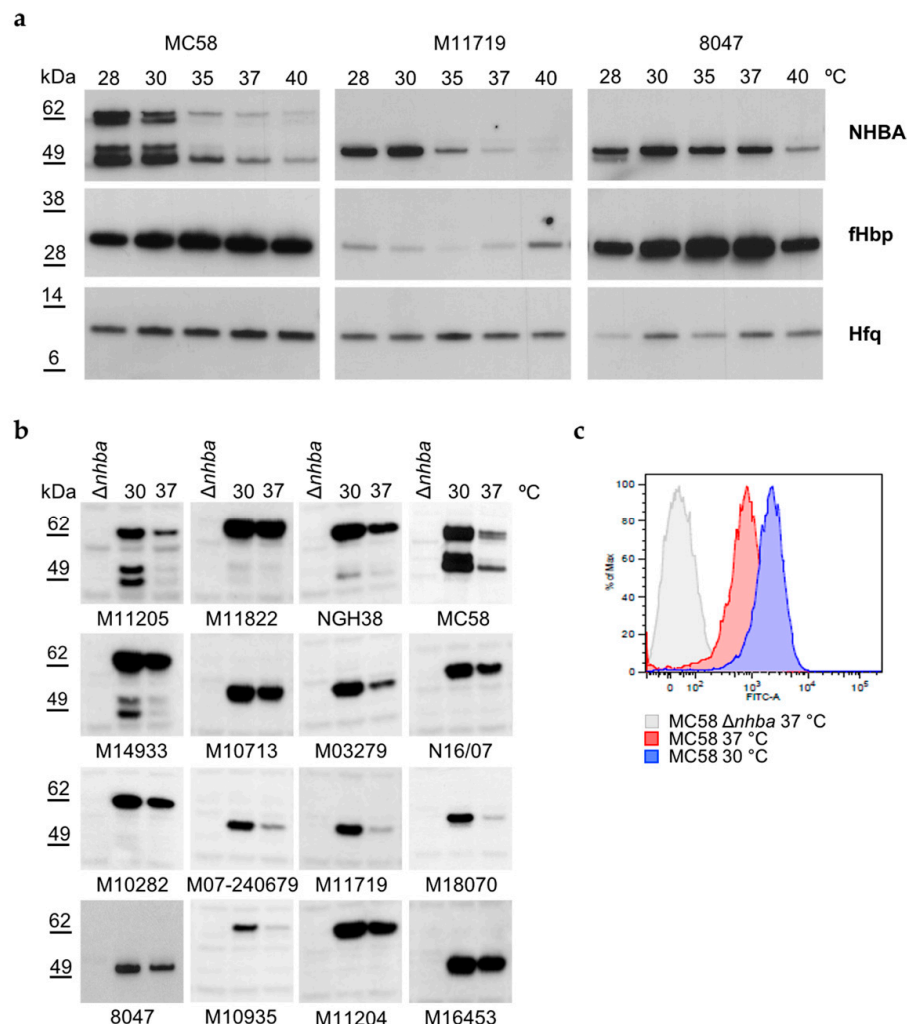 a
MC58 M11719 8047
kDa 28 30 35 37 40 28 30 35 37 40 28 30 35 37 40 ºC
62
49
NHBA
38
28
fHbp
14
6
Hfq
b
c
Δnhba Δnhba Δnhba Δnhba
kDa 30 37 30 37 30 37 30 37 ºC
62
49
M11205 M11822 NGH38 MC58
62
49
M14933 M10713 M03279 N16/07
62
49
M10282 M07-240679 M11719 M18070
62
49
8047 M10935 M11204 M16453
% of Max
100
80
60
40
20
0
0 10² 10³ 10⁴ 10⁵
FITC-A
MC58 Δnhba 37 °C
MC58 37 °C
MC58 30 °C